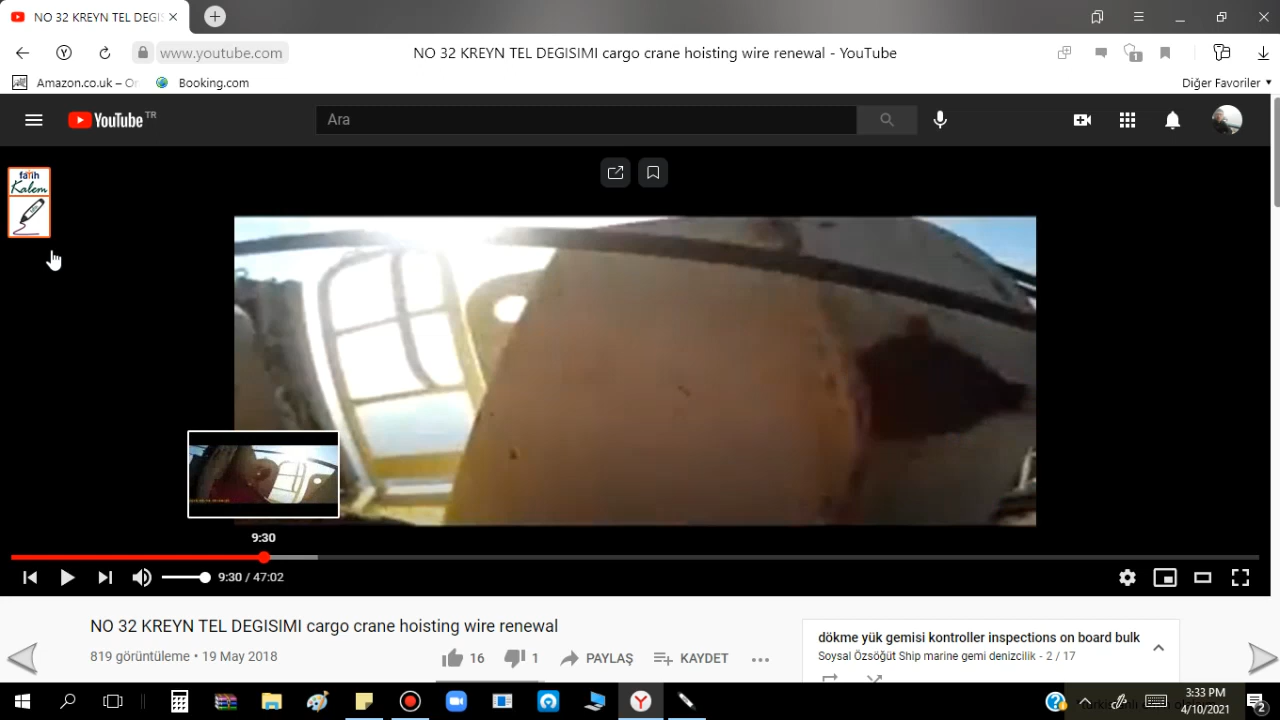 NO 32 KREYN TEL DEGIS
www.youtube.com
NO 32 KREYN TEL DEGISIMI cargo crane hoisting wire renewal - YouTube
1
Amazon.co.uk – Or
Booking.com
Diğer Favoriler
YouTube TR
Ara
fatih
Kalem
9:30
9:30 / 47:02
NO 32 KREYN TEL DEGISIMI cargo crane hoisting wire renewal
819 görüntüleme • 19 May 2018
16
1
PAYLAŞ
KAYDET
dökme yük gemisi kontroller inspections on board bulk
Soysal Özsöğüt Ship marine gemi denizcilik - 2 / 17
3:33 PM
4/10/2021
2